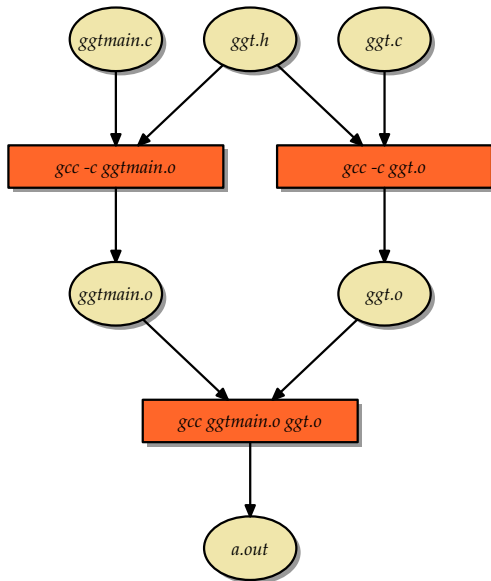 ggtmain.c
ggt.h
ggt.c
gcc -c ggtmain.o
gcc -c ggt.o
ggtmain.o
ggt.o
gcc ggtmain.o ggt.o
a.out